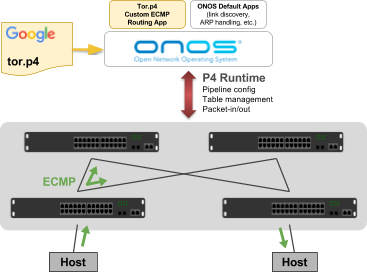 Google
tor.p4
Tor.p4
Custom ECMP
Routing App
ONOS Default Apps
(link discovery,
ARP handling, etc.)
onos
Open Network Operating System
P4 Runtime
Pipeline config
Table management
Packet-in/out
ECMP
Host
Host